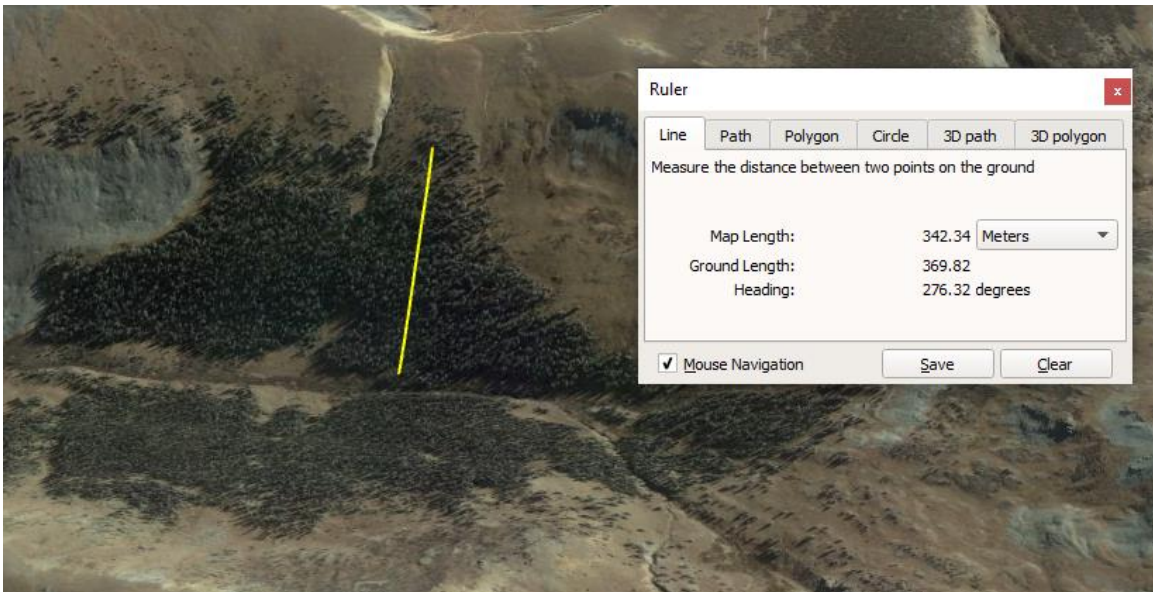 Ruler
x
Line Path Polygon Circle 3D path 3D polygon
Measure the distance between two points on the ground
Map Length: 342.34 Meters
Ground Length: 369.82
Heading: 276.32 degrees
Mouse Navigation Save Clear